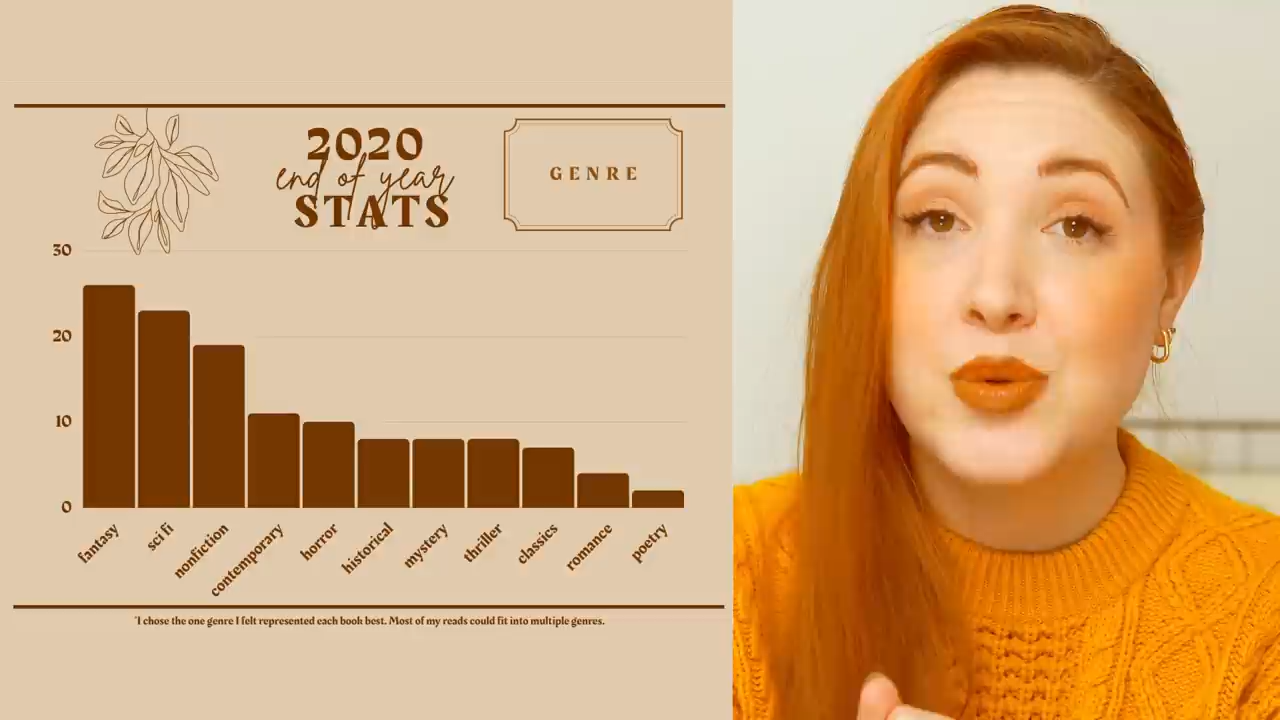 2020
end of year
STATS
GENRE
30
20
10
0
fantasy
sci fi
nonfiction
contemporary
horror
historical
mystery
thriller
classics
romance
poetry
*I chose the one genre I felt represented each book best. Most of my reads could fit into multiple genres.